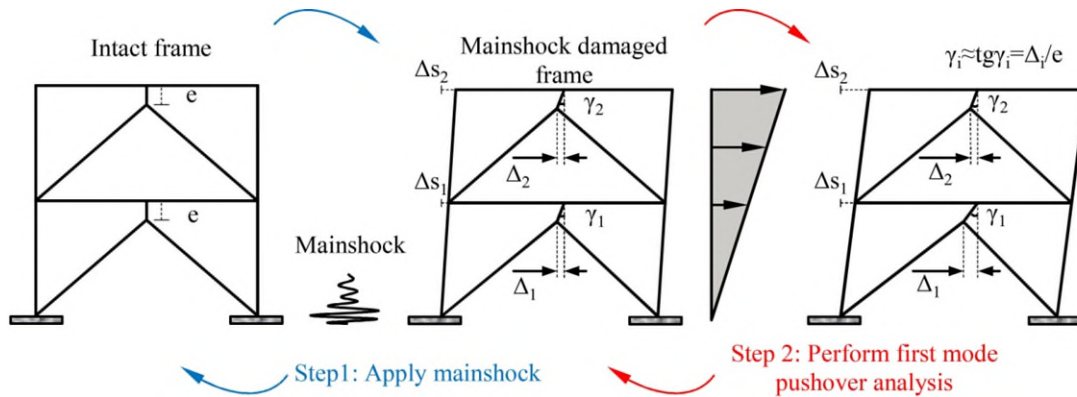 Intact frame
e
e
Mainshock
Mainshock damaged
frame
Δs₂
γ₂
Δ₂
Δs₁
γ₁
Δ₁
γᵢ≈tgγᵢ=Δᵢ/e
Δs₂
γ₂
Δ₂
Δs₁
γ₁
Δ₁
Step1: Apply mainshock
Step 2: Perform first mode
pushover analysis